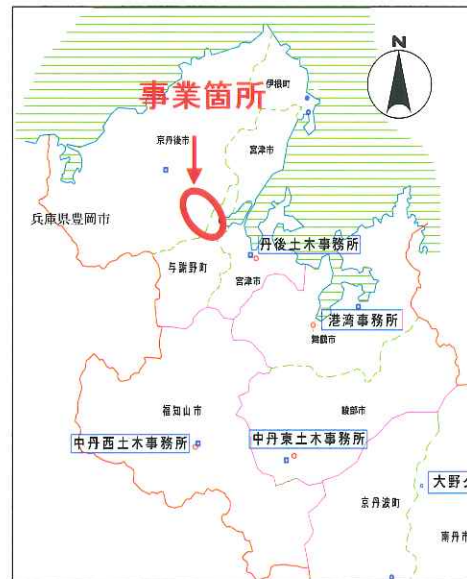 N
伊根町
事業箇所
京丹後市
宮津市
兵庫県豊岡市
丹後土木事務所
与謝野町
宮津市
港湾事務所
舞鶴市
福知山市
綾部市
中丹西土木事務所
中丹東土木事務所
大野
京丹波町
南丹市